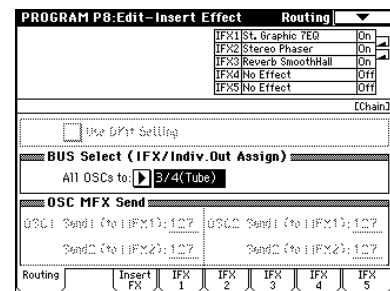 PROGRAM P8:Edit-Insert Effect Routing
IFX1 St. Graphic 7EQ On
IFX2 Stereo Phaser On
IFX3 Reverb SmoothHall On
IFX4 No Effect Off
IFX5 No Effect Off
[Chain]
Use DKit Setting
BUS Select (IFX/Indiv.Out Assign)
All OSCs to: 3/4(Tube)
OSC MFX Send
OSC1 Send1 (to MFX1): 127 OSC2 Send1 (to MFX1): 127
Send2 (to MFX2): 127 Send2 (to MFX2): 127
Routing Insert FX IFX 1 IFX 2 IFX 3 IFX 4 IFX 5